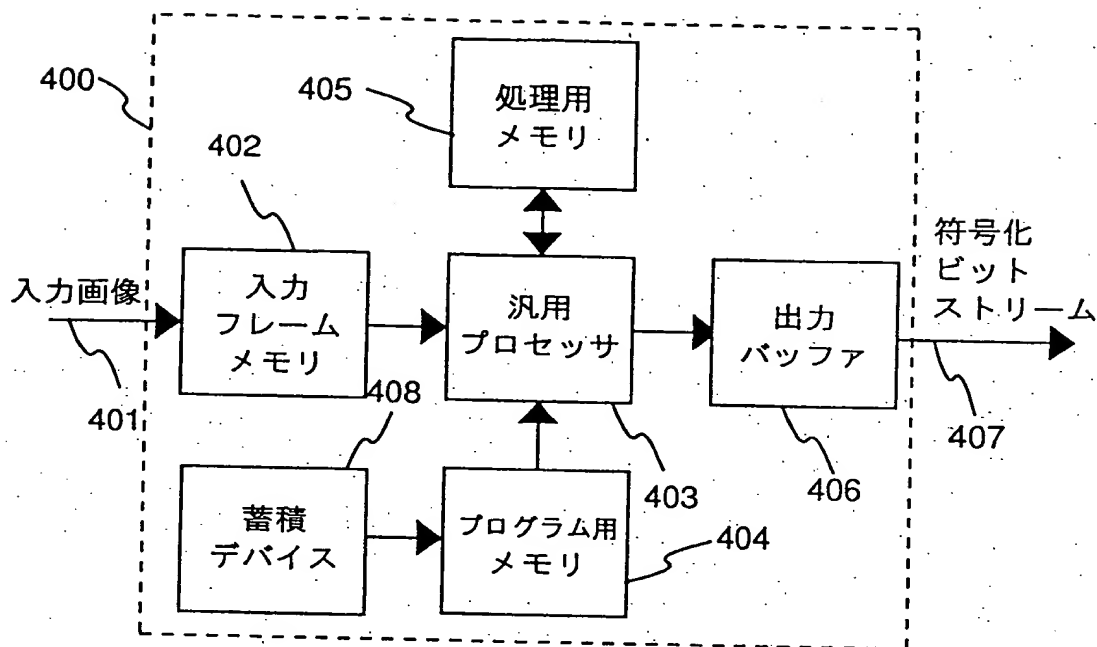 400
405
処理用
メモリ
402
入力画像
401
入力
フレーム
メモリ
汎用
プロセッサ
出力
バッファ
符号化
ビット
ストリーム
407
408
403
406
蓄積
デバイス
プログラム用
メモリ
404